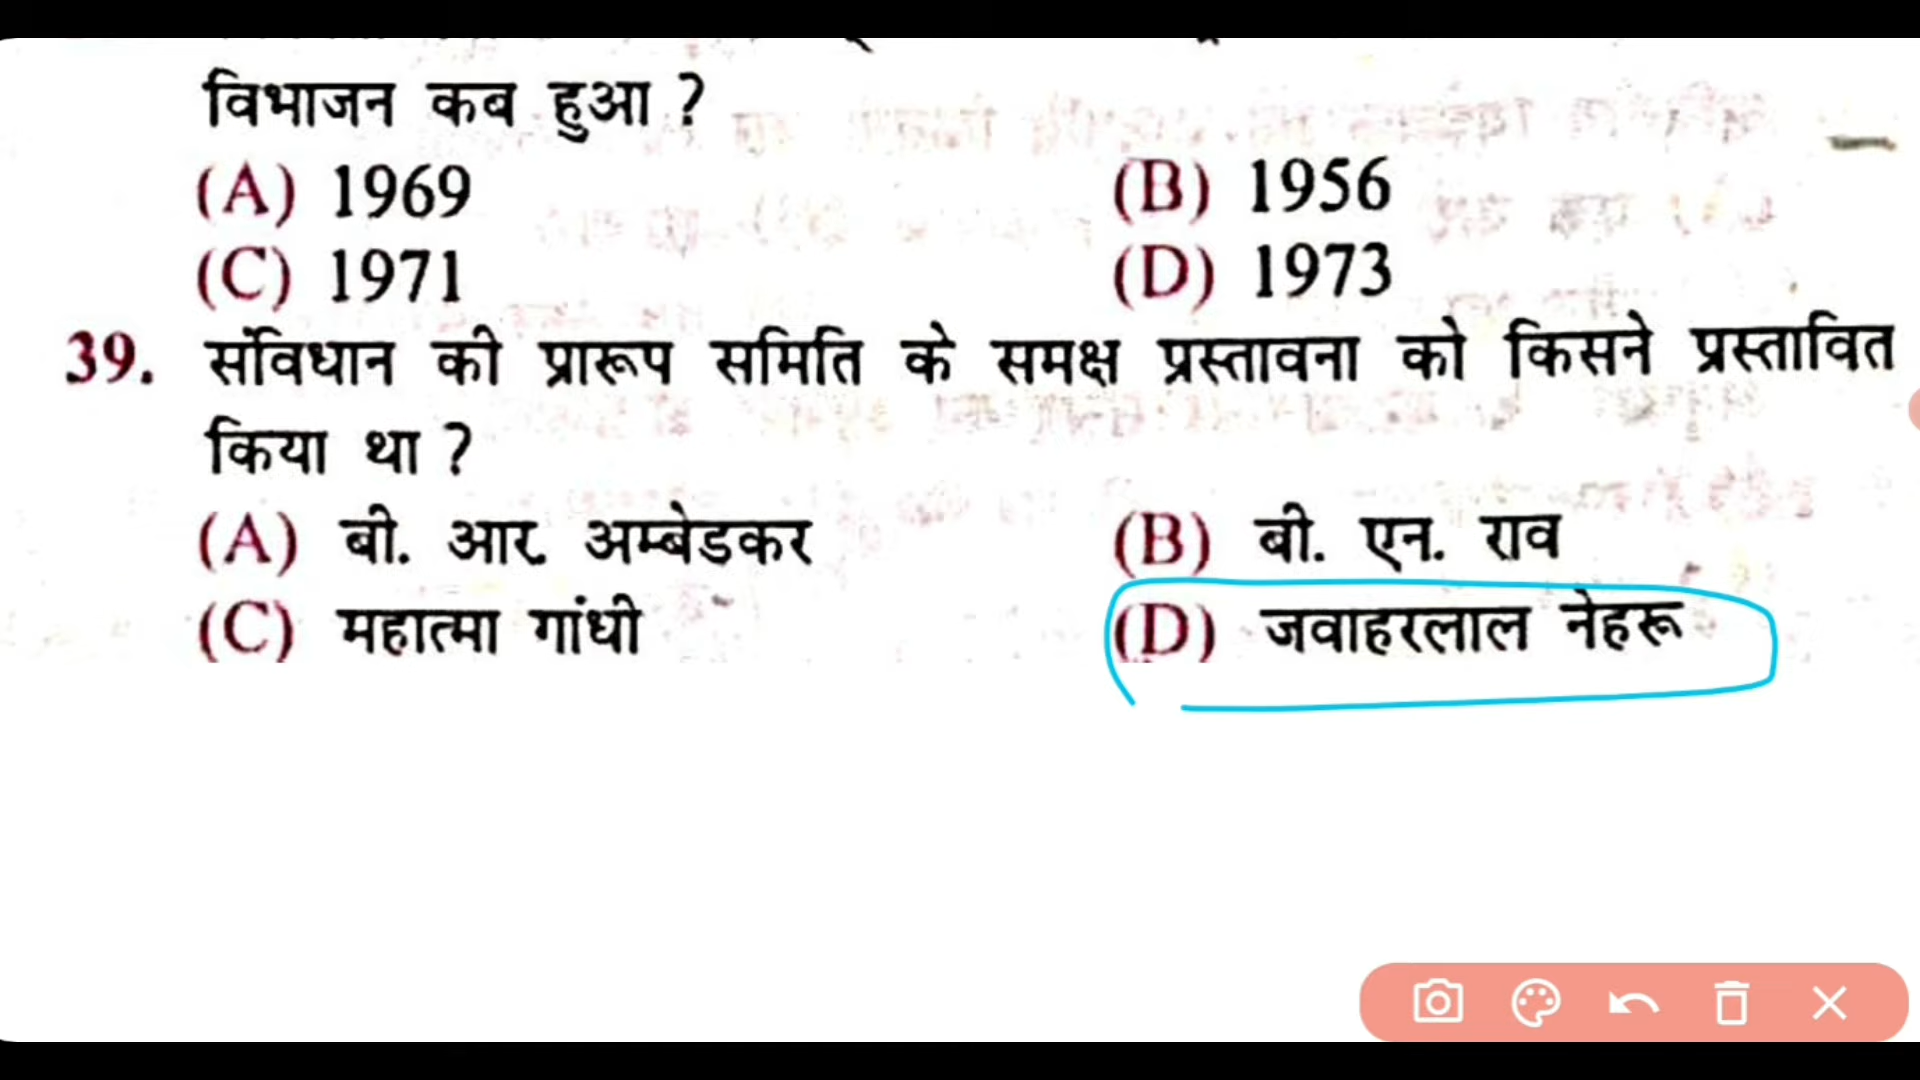 विभाजन कब हुआ ?
(A) 1969 (B) 1956
(C) 1971 (D) 1973
39. संविधान की प्रारूप समिति के समक्ष प्रस्तावना को किसने प्रस्तावित
किया था ?
(A) बी. आर. अम्बेडकर (B) बी. एन. राव
(C) महात्मा गांधी (D) जवाहरलाल नेहरू